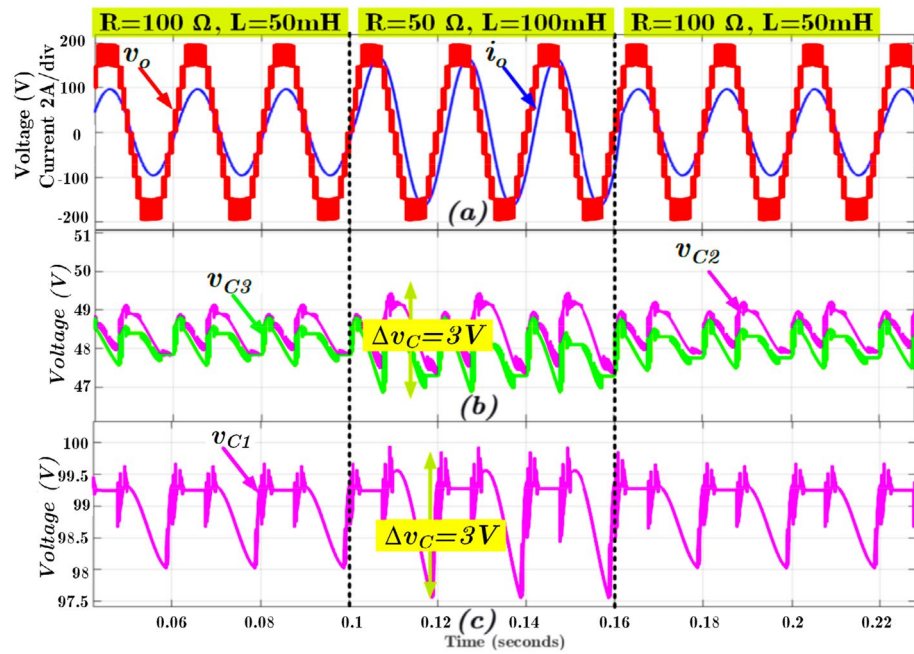 R=100 Ω, L=50mH
R=50 Ω, L=100mH
R=100 Ω, L=50mH
Voltage (V)
Current 2A/div
200
100
0
-100
-200
v_o
i_o
(a)
Voltage (V)
51
50
49
48
47
v_C3
v_C2
Δv_C=3V
(b)
Voltage (V)
100
99.5
99
98.5
98
97.5
v_C1
Δv_C=3V
(c)
0.06
0.08
0.1
0.12
0.14
0.16
0.18
0.2
0.22
Time (seconds)